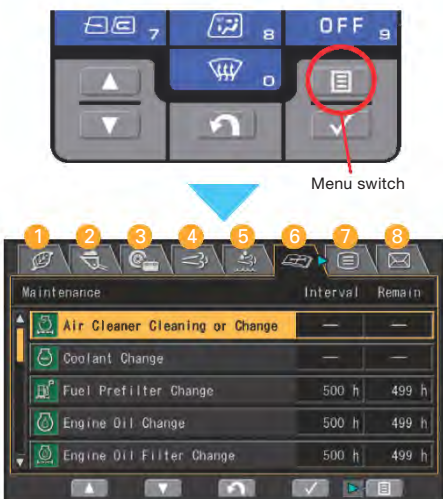 7 8 OFF 9
0
Menu switch
1 2 3 4 5 6 7 8
Maintenance Interval Remain
Air Cleaner Cleaning or Change — —
Coolant Change — —
Fuel Prefilter Change 500 h 499 h
Engine Oil Change 500 h 499 h
Engine Oil Filter Change 500 h 499 h